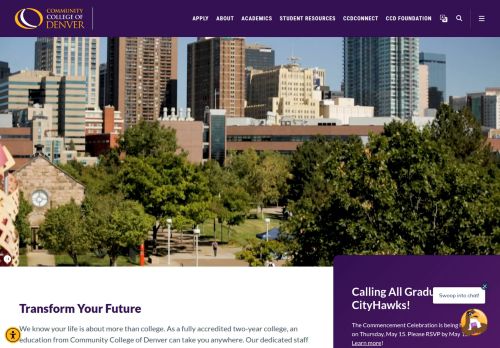 COMMUNITY
COLLEGE OF
DENVER
APPLY ABOUT ACADEMICS STUDENT RESOURCES CCDCONNECT CCD FOUNDATION
Transform Your Future
We know your life is about more than college. As a fully accredited two-year college, an
education from Community College of Denver can take you anywhere. Our dedicated staff
Calling All Gradu
CityHawks!
The Commencement Celebration is being
on Thursday, May 15. Please RSVP by May
Learn more!
Swoop into chat!